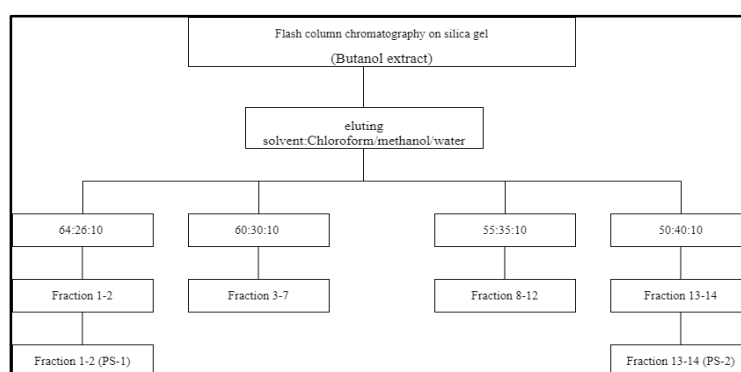 Flash column chromatography on silica gel
(Butanol extract)
eluting
solvent:Chloroform/methanol/water
64:26:10
60:30:10
55:35:10
50:40:10
Fraction 1-2
Fraction 3-7
Fraction 8-12
Fraction 13-14
Fraction 1-2 (PS-1)
Fraction 13-14 (PS-2)